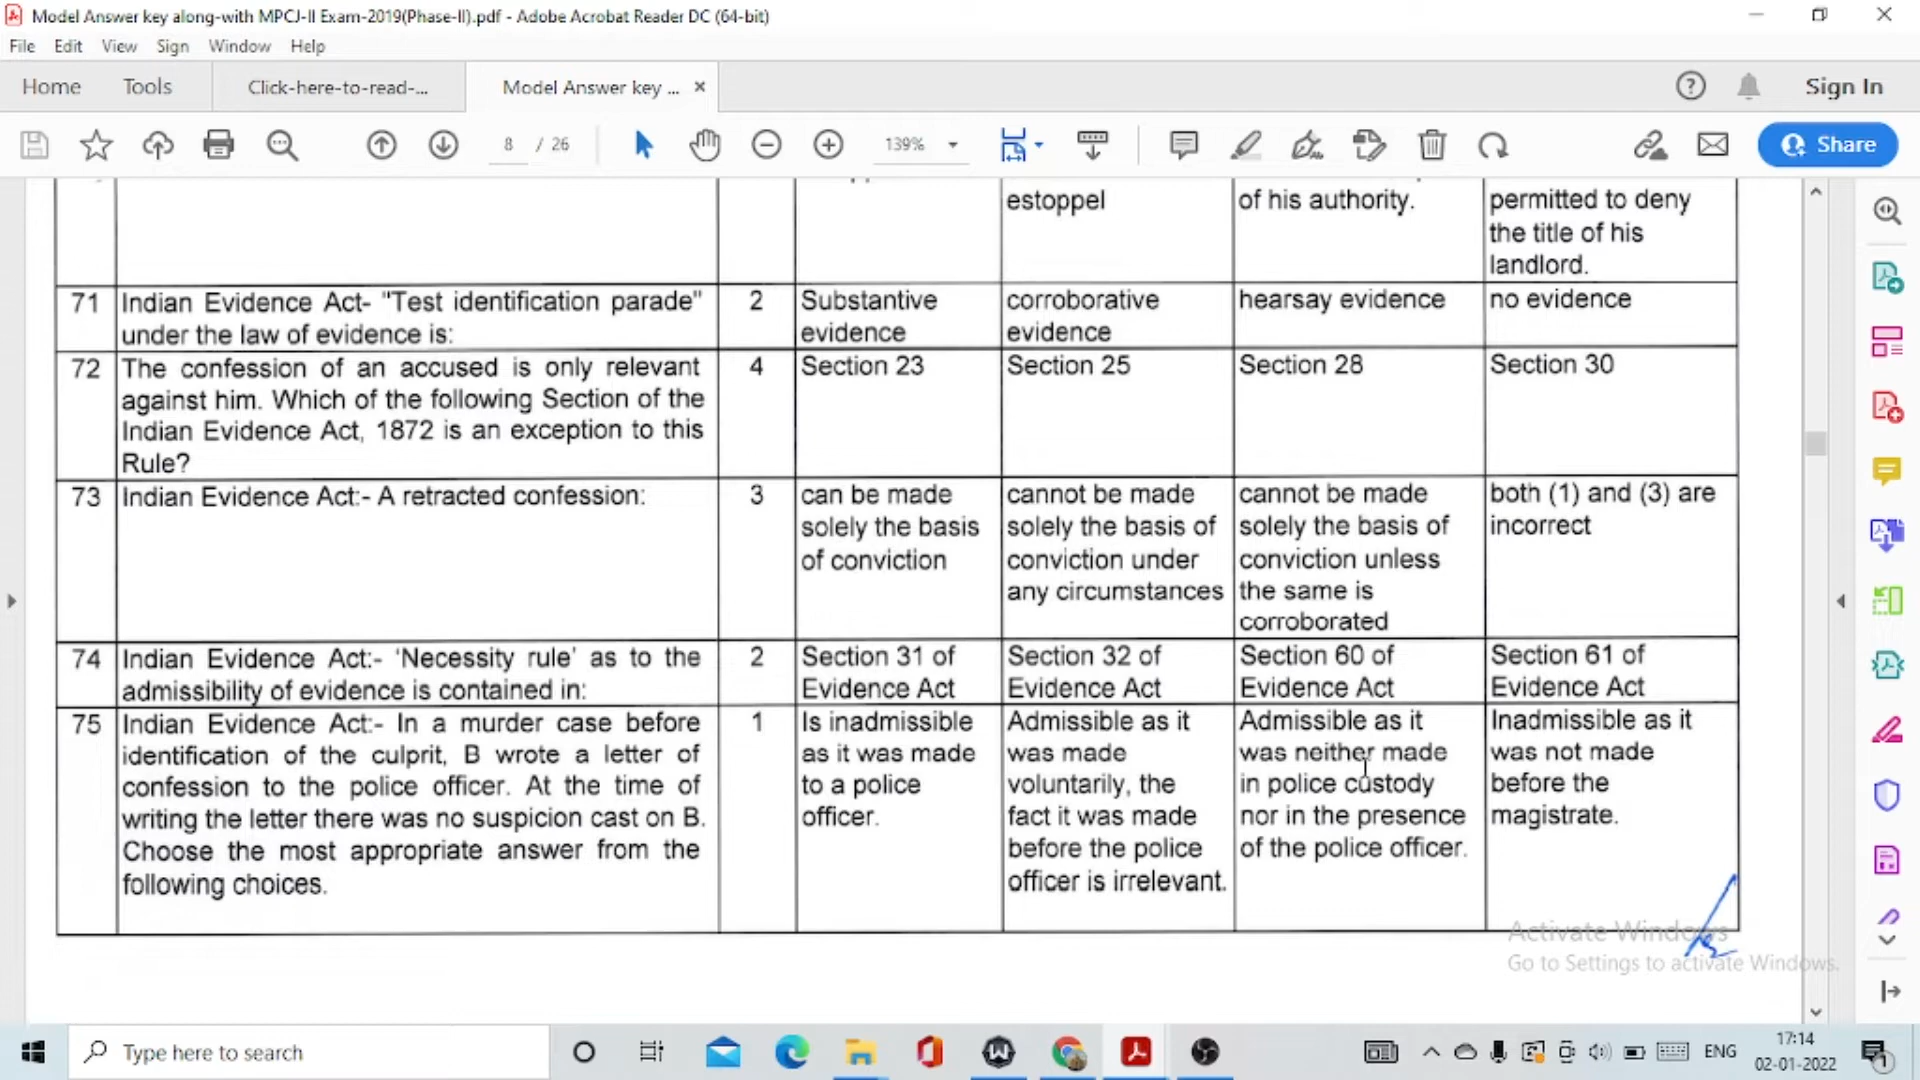 Model Answer key along-with MPCJ-II Exam-2019(Phase-II).pdf - Adobe Acrobat Reader DC (64-bit)
File Edit View Sign Window Help
Home Tools Click-here-to-read-... Model Answer key ... × Sign In
8 / 26 139% Share
estoppel
of his authority.
permitted to deny
the title of his
landlord.
71
Indian Evidence Act- "Test identification parade"
under the law of evidence is:
2
Substantive
evidence
corroborative
evidence
hearsay evidence
no evidence
72
The confession of an accused is only relevant
against him. Which of the following Section of the
Indian Evidence Act, 1872 is an exception to this
Rule?
4
Section 23
Section 25
Section 28
Section 30
73
Indian Evidence Act:- A retracted confession:
3
can be made
solely the basis
of conviction
cannot be made
solely the basis of
conviction under
any circumstances
cannot be made
solely the basis of
conviction unless
the same is
corroborated
both (1) and (3) are
incorrect
74
Indian Evidence Act:- ‘Necessity rule’ as to the
admissibility of evidence is contained in:
2
Section 31 of
Evidence Act
Section 32 of
Evidence Act
Section 60 of
Evidence Act
Section 61 of
Evidence Act
75
Indian Evidence Act:- In a murder case before
identification of the culprit, B wrote a letter of
confession to the police officer. At the time of
writing the letter there was no suspicion cast on B.
Choose the most appropriate answer from the
following choices.
1
Is inadmissible
as it was made
to a police
officer.
Admissible as it
was made
voluntarily, the
fact it was made
before the police
officer is irrelevant.
Admissible as it
was neither made
in police custody
nor in the presence
of the police officer.
Inadmissible as it
was not made
before the
magistrate.
Activate Windows
Go to Settings to activate Windows.
Type here to search
ENG
17:14
02-01-2022
1